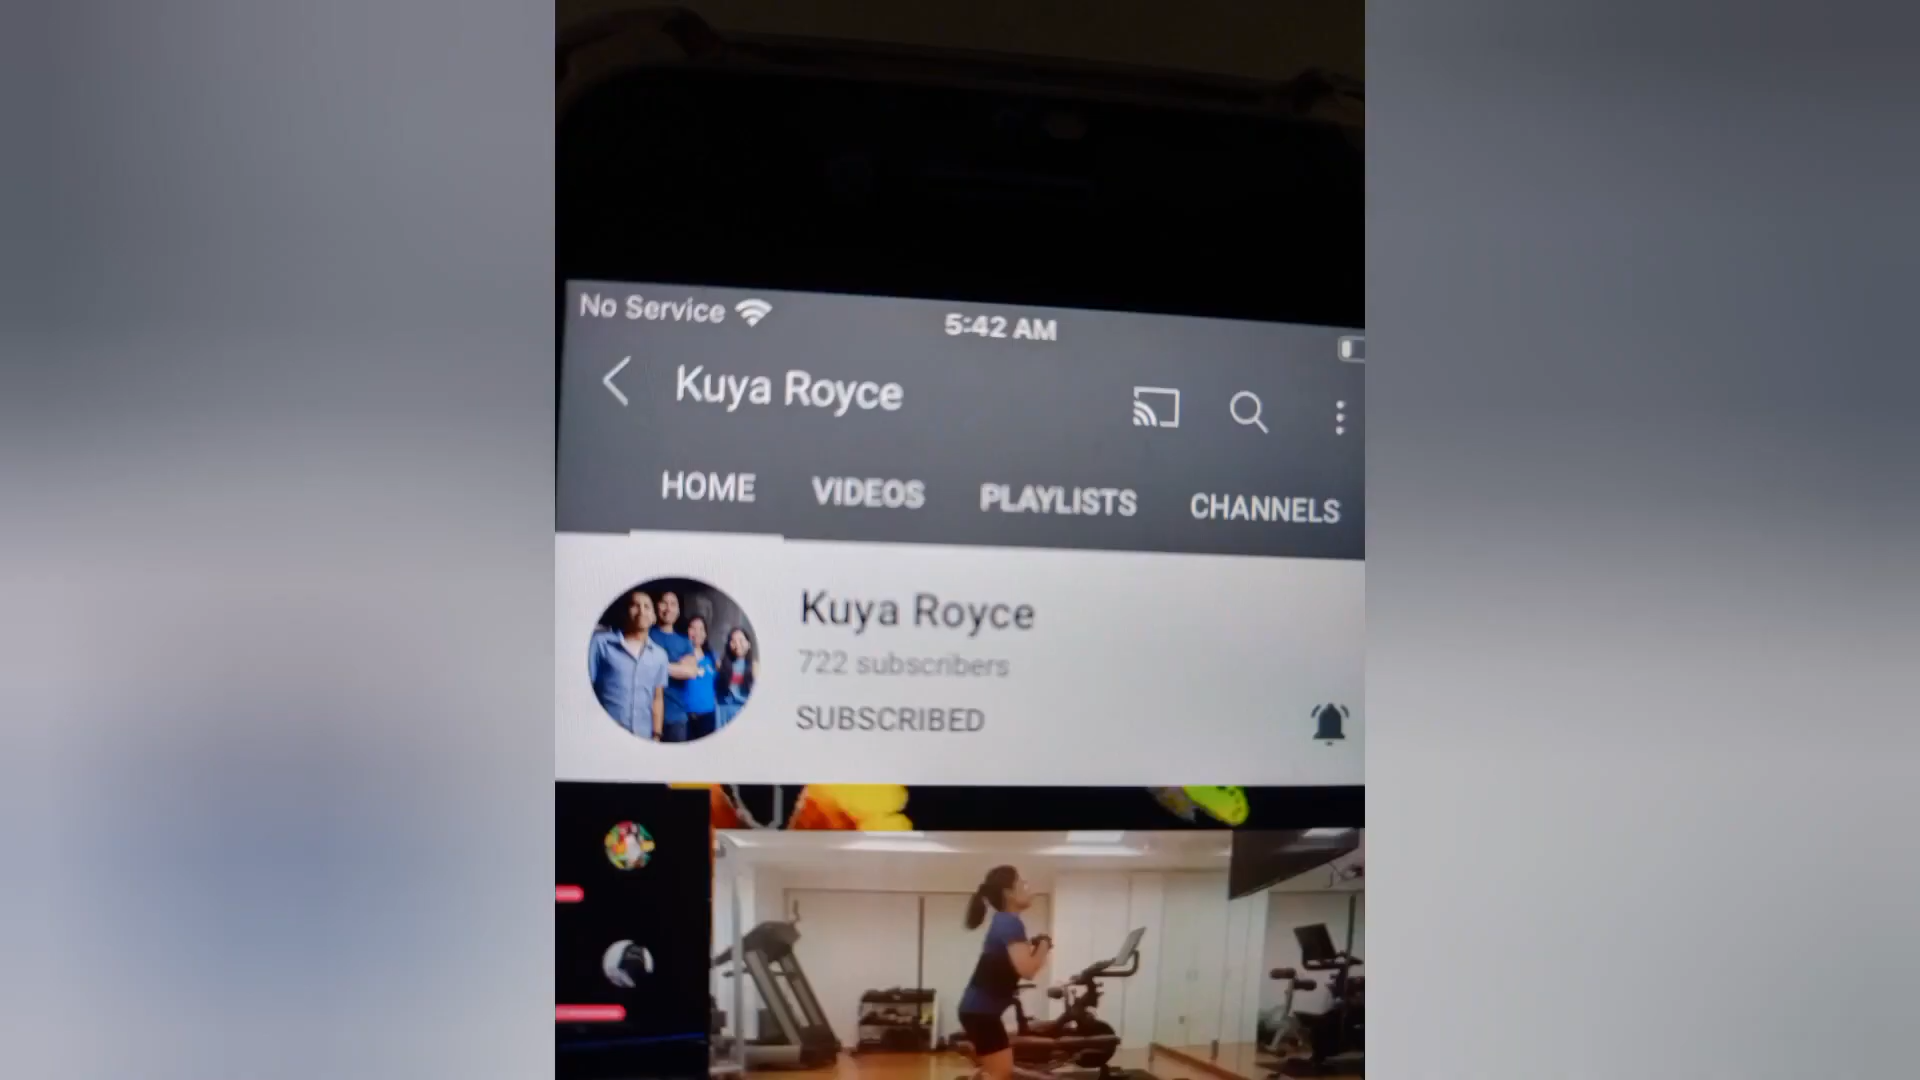 No Service 5:42 AM
Kuya Royce
HOME VIDEOS PLAYLISTS CHANNELS
Kuya Royce
722 subscribers
SUBSCRIBED